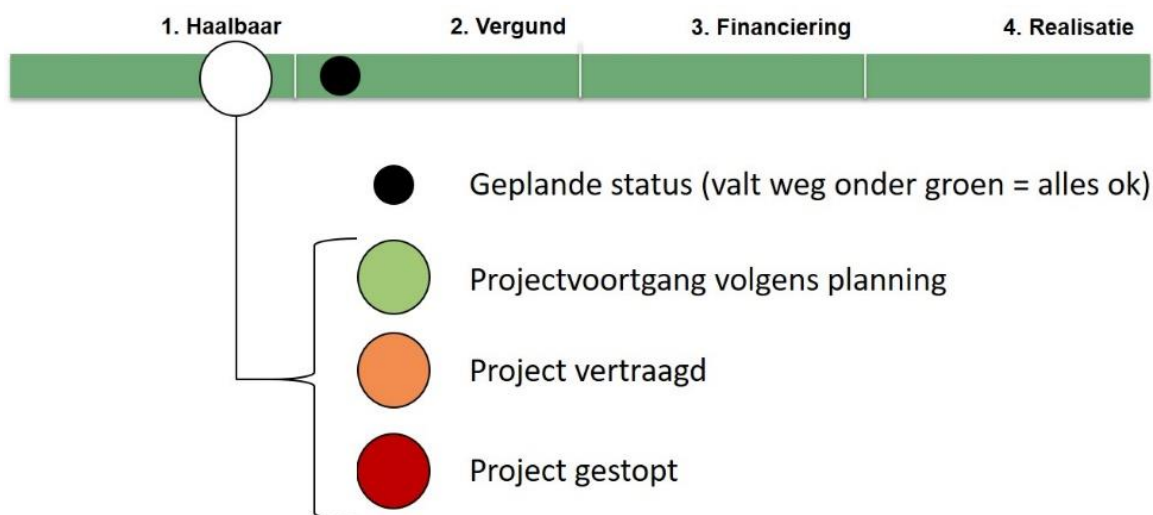 1. Haalbaar
2. Vergund
3. Financiering
4. Realisatie
Geplande status (valt weg onder groen = alles ok)
Projectvoortgang volgens planning
Project vertraagd
Project gestopt